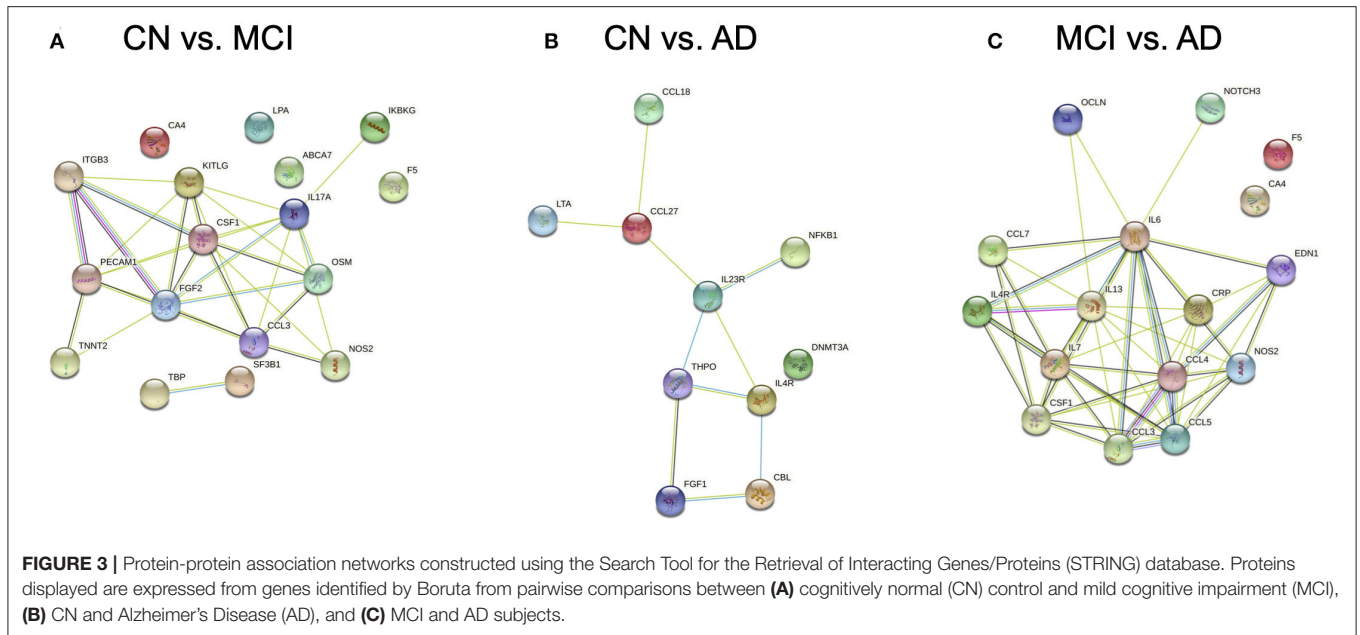 A CN vs. MCI
B CN vs. AD
C MCI vs. AD
CA4
LPA
IKBKG
ITGB3
KITLG
ABCA7
F5
IL17A
CSF1
PECAM1
OSM
FGF2
CCL3
TNNT2
NOS2
SF3B1
TBP
CCL18
LTA
CCL27
NFKB1
IL23R
DNMT3A
THPO
IL4R
FGF1
CBL
OCLN
NOTCH3
F5
CA4
IL6
CCL7
EDN1
IL4R
IL13
CRP
IL7
CCL4
NOS2
CSF1
CCL3
CCL5
FIGURE 3 | Protein-protein association networks constructed using the Search Tool for the Retrieval of Interacting Genes/Proteins (STRING) database. Proteins
displayed are expressed from genes identified by Boruta from pairwise comparisons between (A) cognitively normal (CN) control and mild cognitive impairment (MCI),
(B) CN and Alzheimer's Disease (AD), and (C) MCI and AD subjects.